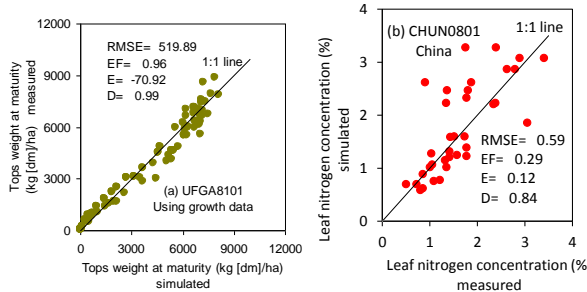 Tops weight at maturity
(kg [dm]/ha) measured
12000
9000
6000
3000
0
RMSE= 519.89
EF= 0.96
E= -70.92
D= 0.99
1:1 line
(a) UFGA8101
Using growth data
0 3000 6000 9000 12000
Tops weight at maturity (kg [dm]/ha)
simulated
Leaf nitrogen concentration (%)
simulated
4
3
2
1
0
(b) CHUN0801
China
1:1 line
RMSE= 0.59
EF= 0.29
E= 0.12
D= 0.84
0 1 2 3 4
Leaf nitrogen concentration (%
measured